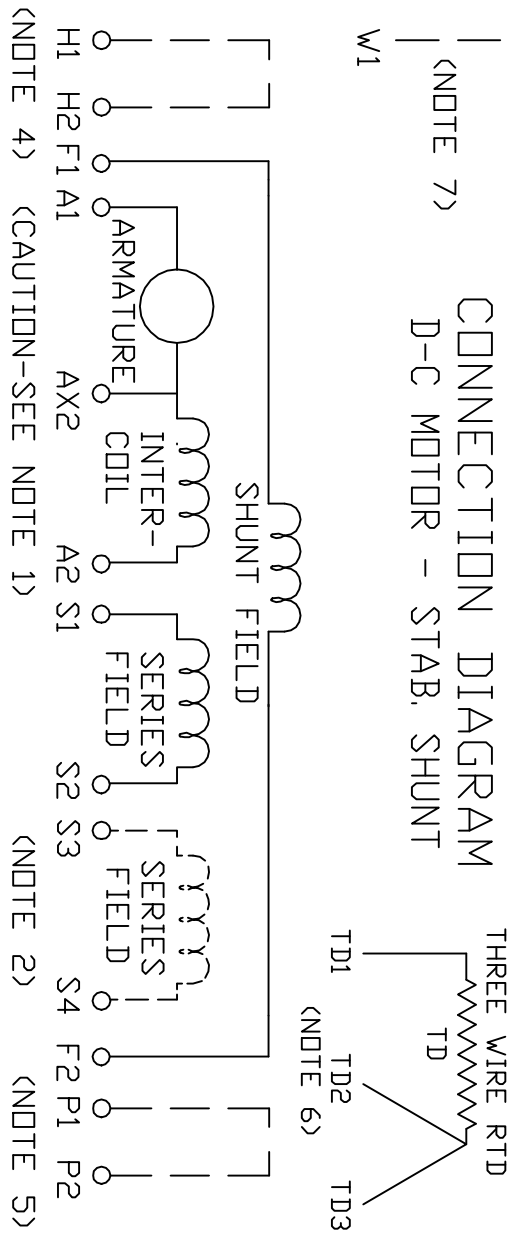 CONNECTION DIAGRAM
D-C MOTOR - STAB. SHUNT
W1
(NOTE 7)
THREE WIRE RTD
TD
TD1 TD2 TD3
(NOTE 6)
SHUNT FIELD
ARMATURE
INTER-
COIL
SERIES
FIELD
SERIES
FIELD
H1 H2 F1 A1 AX2 A2 S1 S2 S3 S4 F2 P1 P2
(NOTE 4) (CAUTION-SEE NOTE 1) (NOTE 2) (NOTE 5)